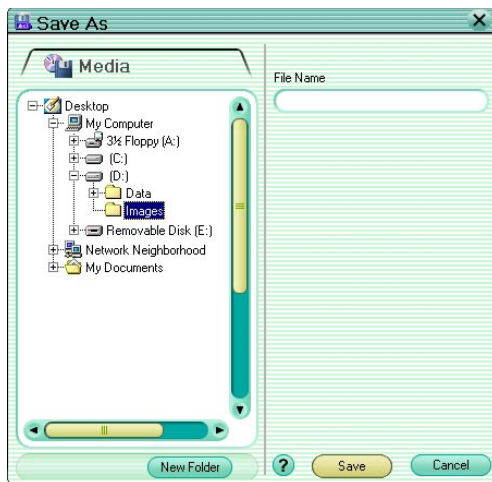 Save As
Media
File Name
Desktop
My Computer
3½ Floppy (A:)
(C:)
(D:)
Data
Images
Removable Disk (E:)
Network Neighborhood
My Documents
New Folder
?
Save
Cancel